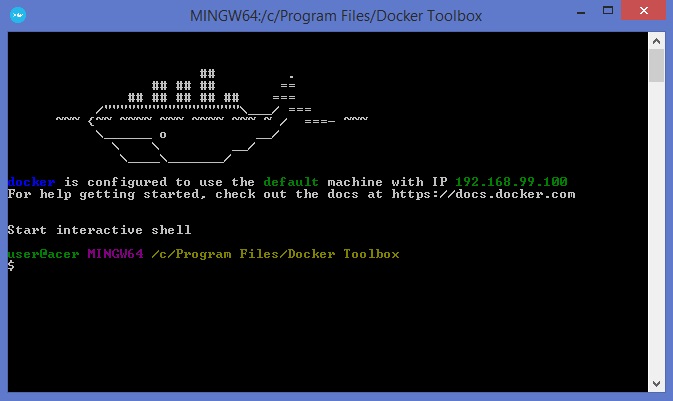 MINGW64:/c/Program Files/Docker Toolbox
                        ##         .
                  ## ## ##        ==
               ## ## ## ## ##    ===
           /"""""""""""""""""\___/ ===
      ~~~ {~~ ~~~~ ~~~ ~~~~ ~~~ ~ /  ===- ~~~
           \______ o           __/
             \    \         __/
              \____\_______/
docker is configured to use the default machine with IP 192.168.99.100
For help getting started, check out the docs at https://docs.docker.com
Start interactive shell
user@acer MINGW64 /c/Program Files/Docker Toolbox
$